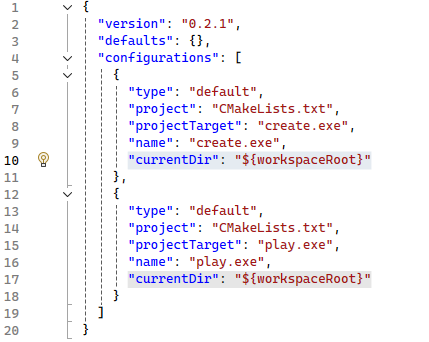 1 {
2 "version": "0.2.1",
3 "defaults": {},
4 "configurations": [
5 {
6 "type": "default",
7 "project": "CMakeLists.txt",
8 "projectTarget": "create.exe",
9 "name": "create.exe",
10 "currentDir": "${workspaceRoot}"
11 },
12 {
13 "type": "default",
14 "project": "CMakeLists.txt",
15 "projectTarget": "play.exe",
16 "name": "play.exe",
17 "currentDir": "${workspaceRoot}"
18 }
19 ]
20 }